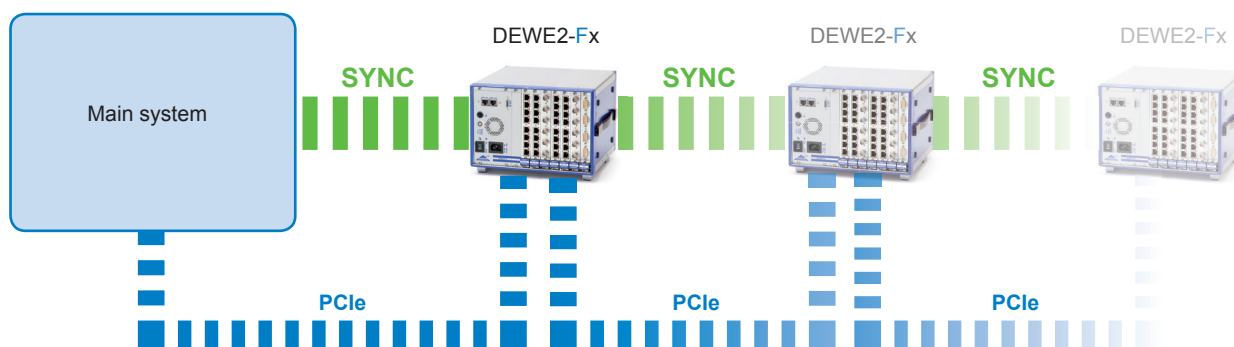 DEWE2-Fx
DEWE2-Fx
DEWE2-Fx
SYNC
SYNC
SYNC
Main system
PCIe
PCIe
PCIe